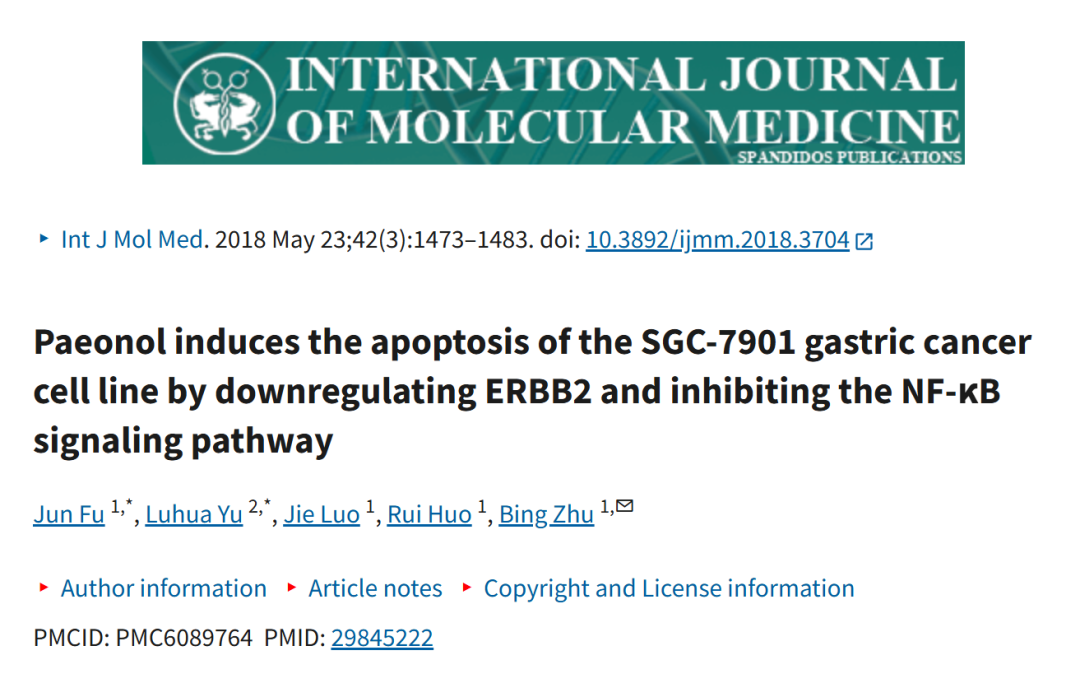 INTERNATIONAL JOURNAL
OF MOLECULAR MEDICINE
SPANDIDOS PUBLICATIONS
‣ Int J Mol Med. 2018 May 23;42(3):1473–1483. doi: 10.3892/ijmm.2018.3704
Paeonol induces the apoptosis of the SGC-7901 gastric cancer
cell line by downregulating ERBB2 and inhibiting the NF-κB
signaling pathway
Jun Fu 1,*, Luhua Yu 2,*, Jie Luo 1, Rui Huo 1, Bing Zhu 1,✉
‣ Author information ‣ Article notes ‣ Copyright and License information
PMCID: PMC6089764 PMID: 29845222